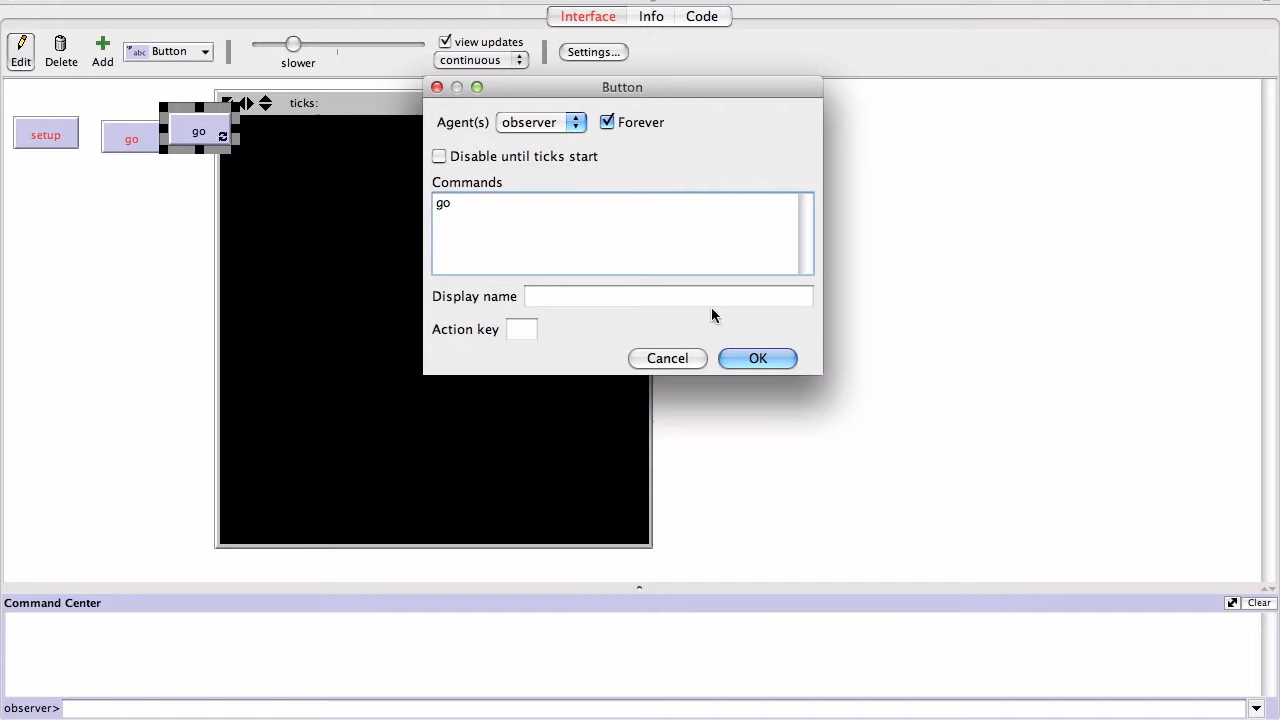 Interface Info Code
Edit Delete Add abc Button slower view updates continuous Settings...
setup go go ticks:
Button
Agent(s) observer Forever
Disable until ticks start
Commands
go
Display name
Action key
Cancel OK
Command Center Clear
observer>